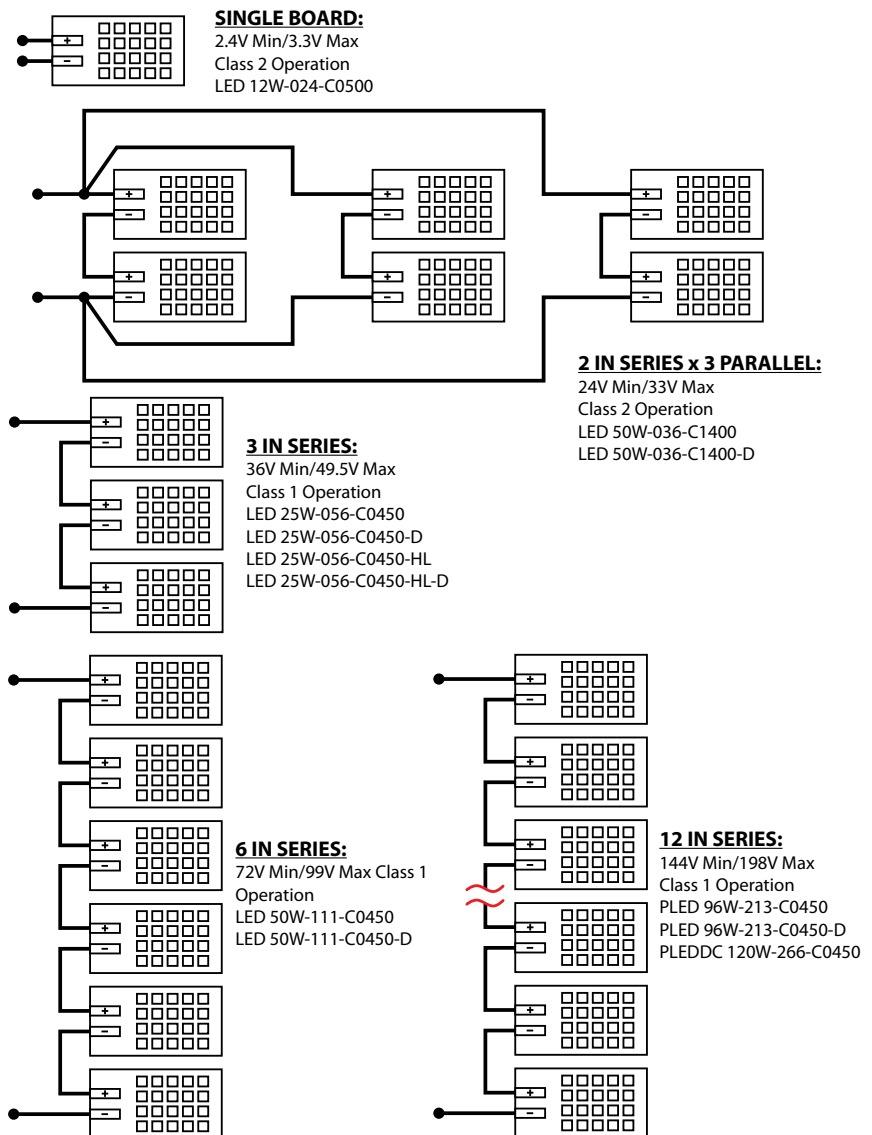 SINGLE BOARD:
2.4V Min/3.3V Max
Class 2 Operation
LED 12W-024-C0500
+
−
+
−
+
−
+
−
+
−
+
−
+
−
2 IN SERIES x 3 PARALLEL:
24V Min/33V Max
Class 2 Operation
LED 50W-036-C1400
LED 50W-036-C1400-D
+
−
+
−
+
−
3 IN SERIES:
36V Min/49.5V Max
Class 1 Operation
LED 25W-056-C0450
LED 25W-056-C0450-D
LED 25W-056-C0450-HL
LED 25W-056-C0450-HL-D
+
−
+
−
+
−
+
−
+
−
+
−
6 IN SERIES:
72V Min/99V Max Class 1
Operation
LED 50W-111-C0450
LED 50W-111-C0450-D
+
−
+
−
+
−
+
−
+
−
+
−
12 IN SERIES:
144V Min/198V Max
Class 1 Operation
PLED 96W-213-C0450
PLED 96W-213-C0450-D
PLEDDC 120W-266-C0450